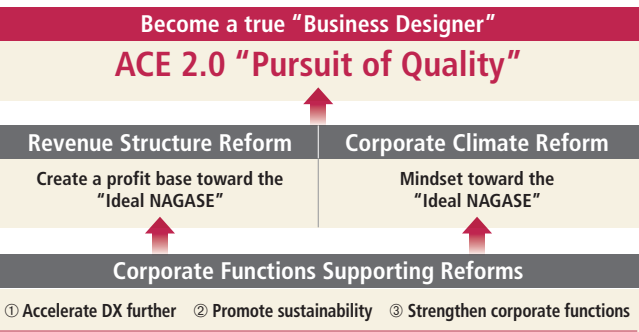 Become a true “Business Designer”
ACE 2.0 “Pursuit of Quality”
Revenue Structure Reform
Create a profit base toward the
“Ideal NAGASE”
Corporate Climate Reform
Mindset toward the
“Ideal NAGASE”
Corporate Functions Supporting Reforms
① Accelerate DX further ② Promote sustainability ③ Strengthen corporate functions